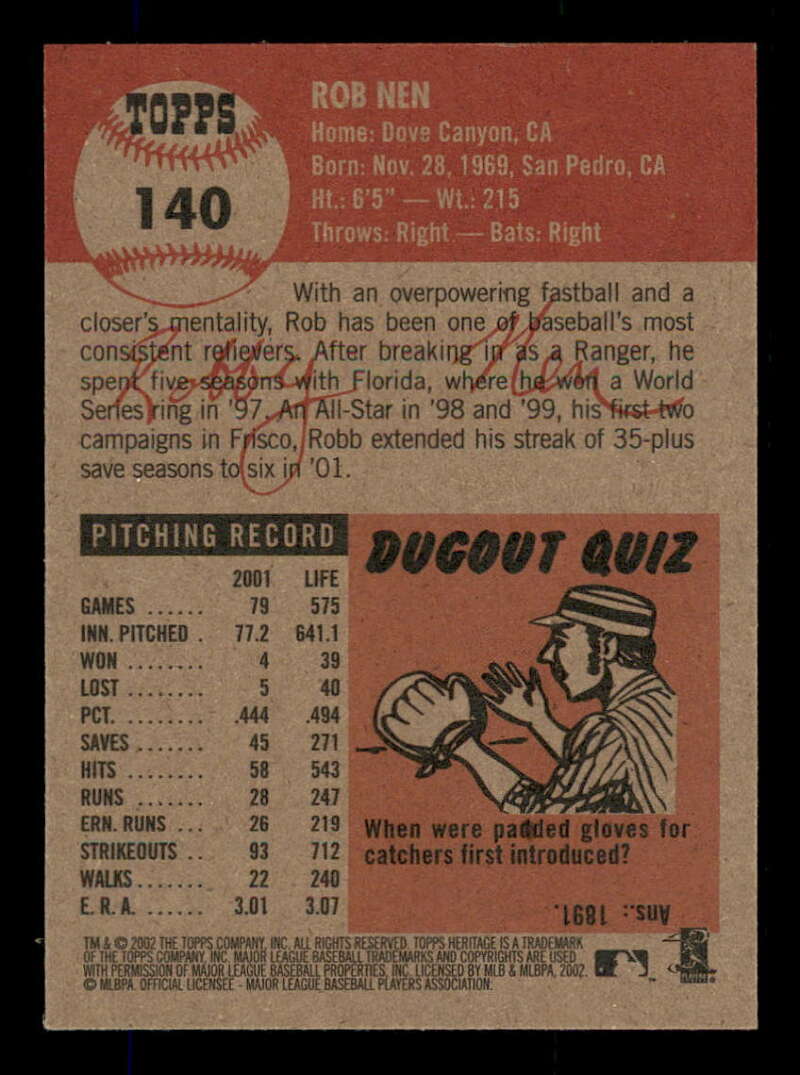 TOPPS
140
ROB NEN
Home: Dove Canyon, CA
Born: Nov. 28, 1969, San Pedro, CA
Ht.: 6'5" — Wt.: 215
Throws: Right — Bats: Right
With an overpowering fastball and a
closer's mentality, Rob has been one of baseball's most
consistent relievers. After breaking in as a Ranger, he
spent five seasons with Florida, where he won a World
Series ring in '97. An All-Star in '98 and '99, his first two
campaigns in Frisco, Robb extended his streak of 35-plus
save seasons to six in '01.
PITCHING RECORD
2001 LIFE
GAMES ...... 79 575
INN. PITCHED . 77.2 641.1
WON ........ 4 39
LOST ........ 5 40
PCT. ........ .444 .494
SAVES ....... 45 271
HITS ........ 58 543
RUNS ....... 28 247
ERN. RUNS ... 26 219
STRIKEOUTS .. 93 712
WALKS ....... 22 240
E.R.A. ...... 3.01 3.07
DUGOUT QUIZ
When were padded gloves for
catchers first introduced?
Ans.: 1891.
TM & © 2002 THE TOPPS COMPANY, INC. ALL RIGHTS RESERVED. TOPPS HERITAGE IS A TRADEMARK
OF THE TOPPS COMPANY, INC. MAJOR LEAGUE BASEBALL TRADEMARKS AND COPYRIGHTS ARE USED
WITH PERMISSION OF MAJOR LEAGUE BASEBALL PROPERTIES, INC. LICENSED BY MLB & MLBPA, 2002.
© MLBPA. OFFICIAL LICENSEE - MAJOR LEAGUE BASEBALL PLAYERS ASSOCIATION.